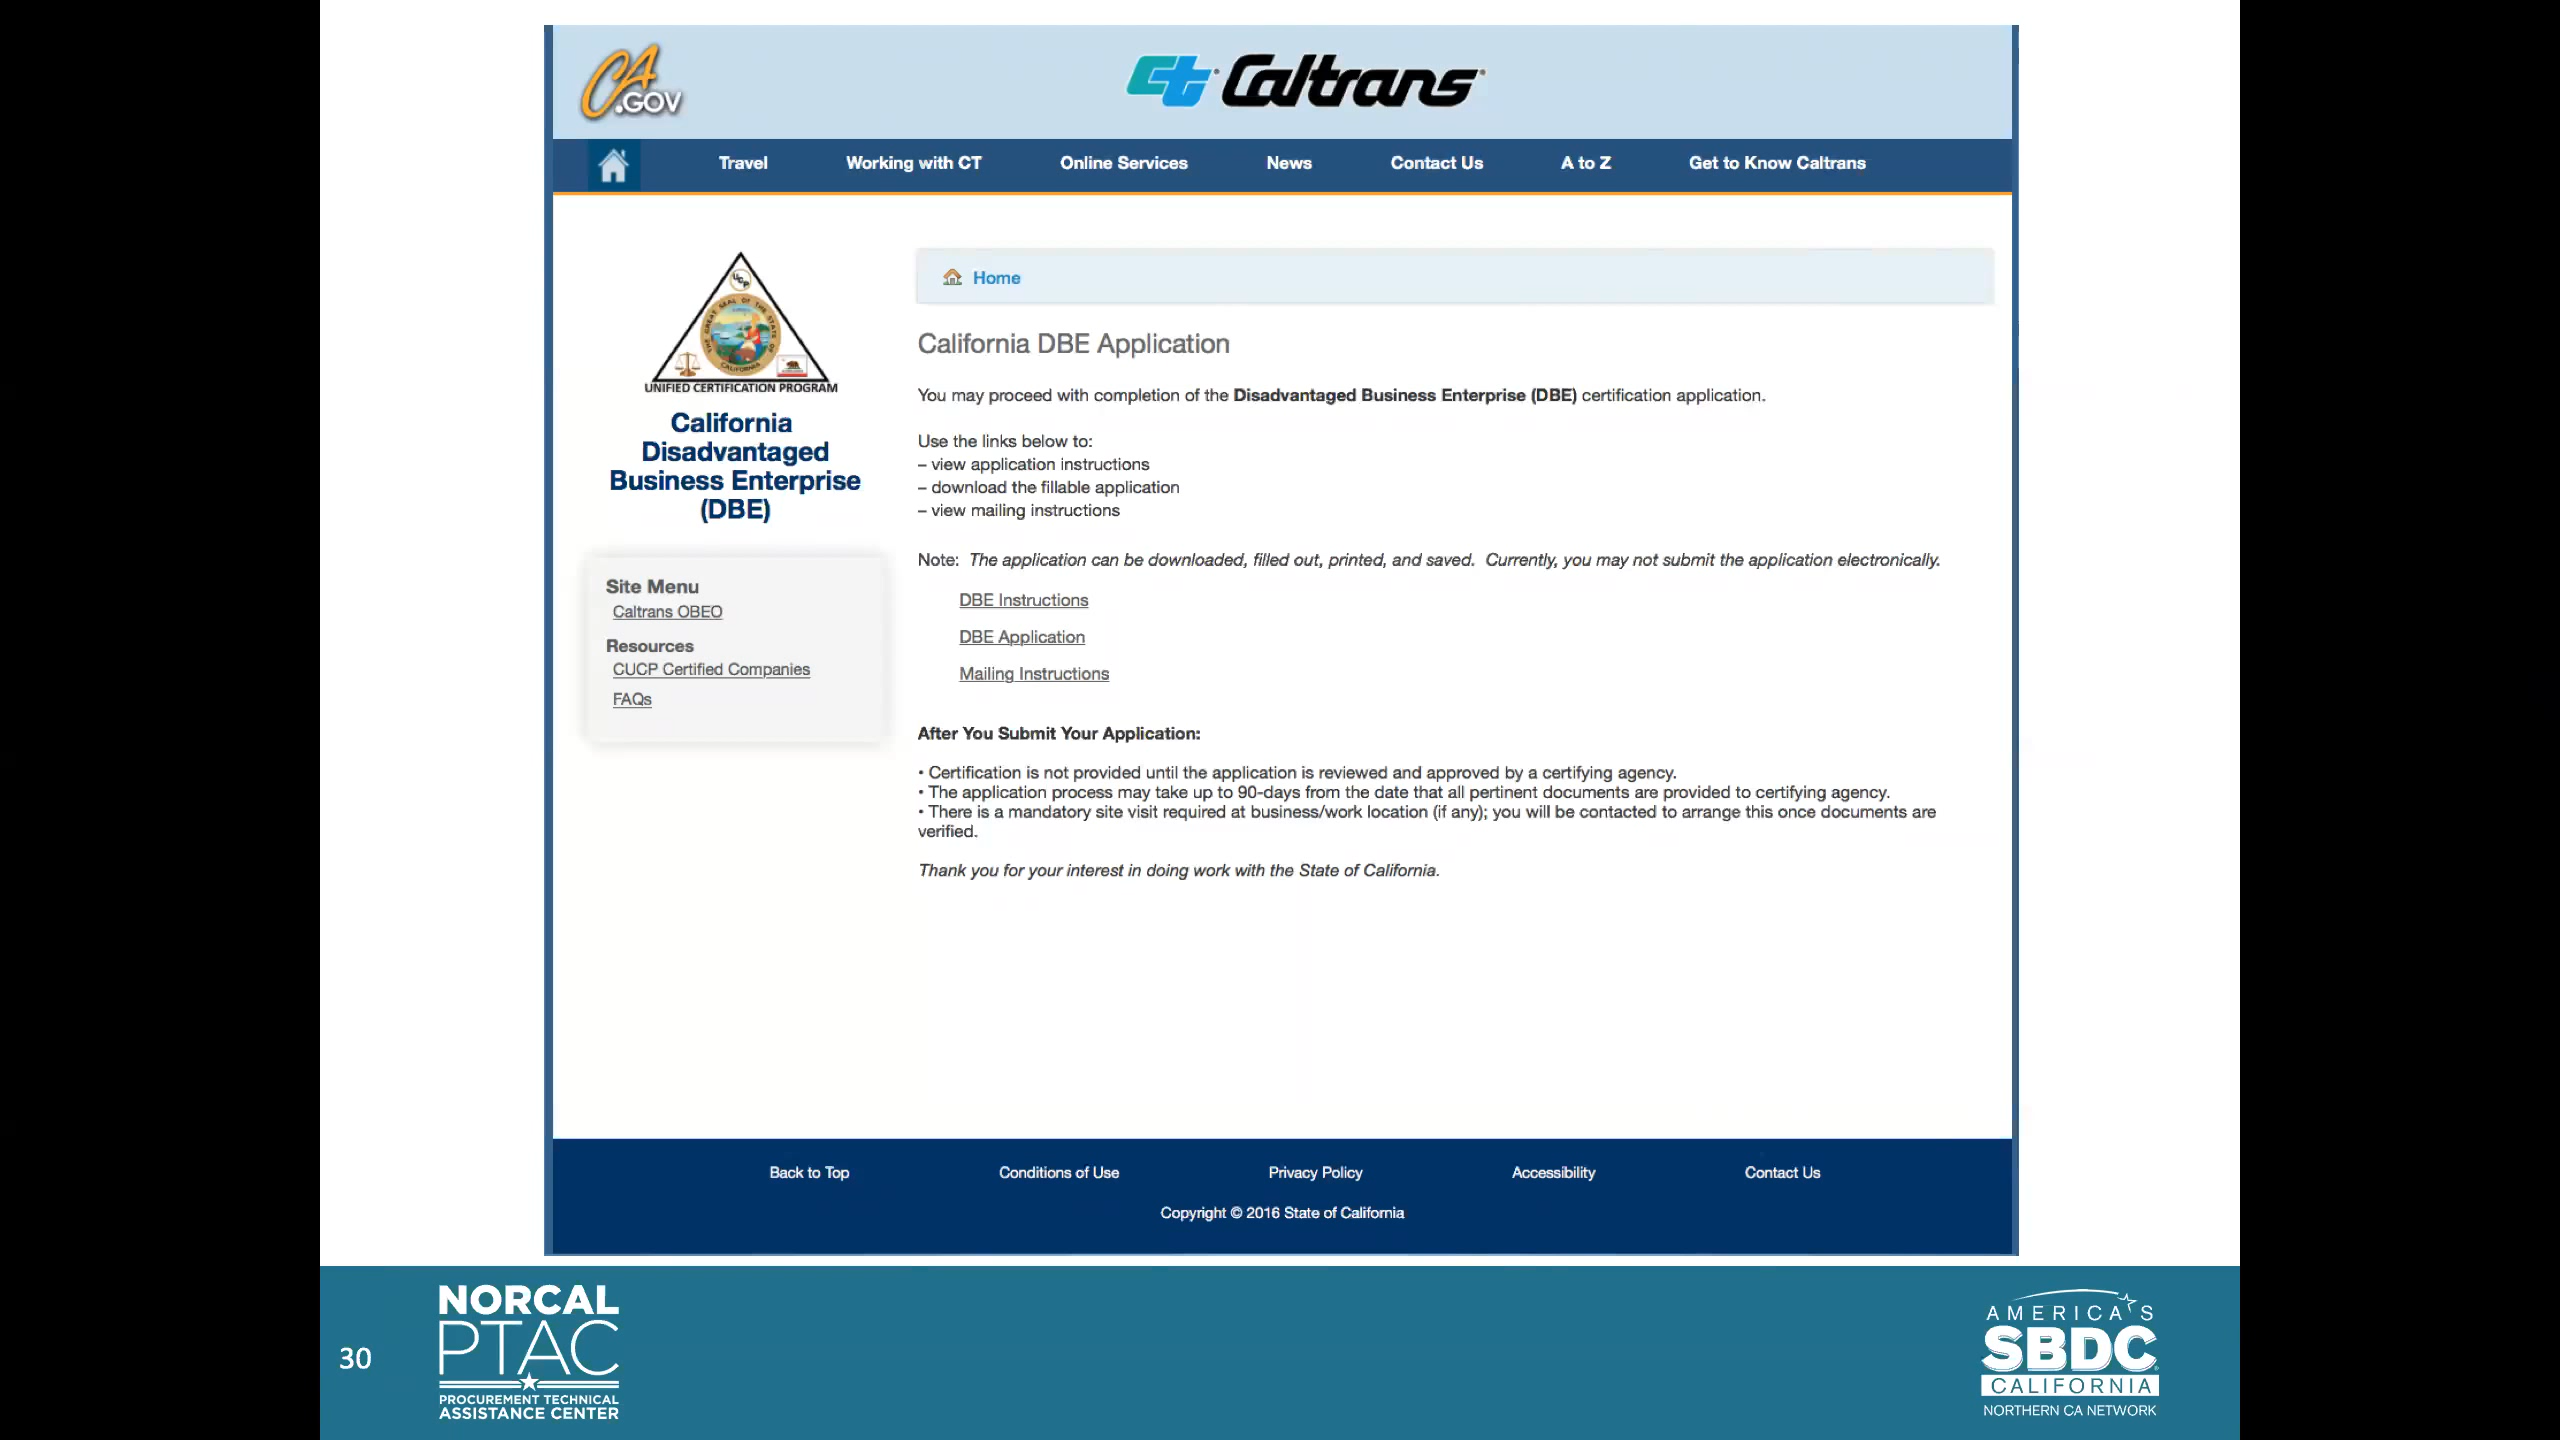 CA.GOV
Ct Caltrans
Travel Working with CT Online Services News Contact Us A to Z Get to Know Caltrans
UCP
THE GREAT SEAL OF THE STATE OF CALIFORNIA
UNIFIED CERTIFICATION PROGRAM
California
Disadvantaged
Business Enterprise
(DBE)
Site Menu
Caltrans OBEO
Resources
CUCP Certified Companies
FAQs
Home
California DBE Application
You may proceed with completion of the Disadvantaged Business Enterprise (DBE) certification application.
Use the links below to:
– view application instructions
– download the fillable application
– view mailing instructions
Note: The application can be downloaded, filled out, printed, and saved. Currently, you may not submit the application electronically.
DBE Instructions
DBE Application
Mailing Instructions
After You Submit Your Application:
• Certification is not provided until the application is reviewed and approved by a certifying agency.
• The application process may take up to 90-days from the date that all pertinent documents are provided to certifying agency.
• There is a mandatory site visit required at business/work location (if any); you will be contacted to arrange this once documents are
verified.
Thank you for your interest in doing work with the State of California.
Back to Top Conditions of Use Privacy Policy Accessibility Contact Us
Copyright © 2016 State of California
30
NORCAL
PTAC
PROCUREMENT TECHNICAL
ASSISTANCE CENTER
AMERICA'S
SBDC
CALIFORNIA
NORTHERN CA NETWORK